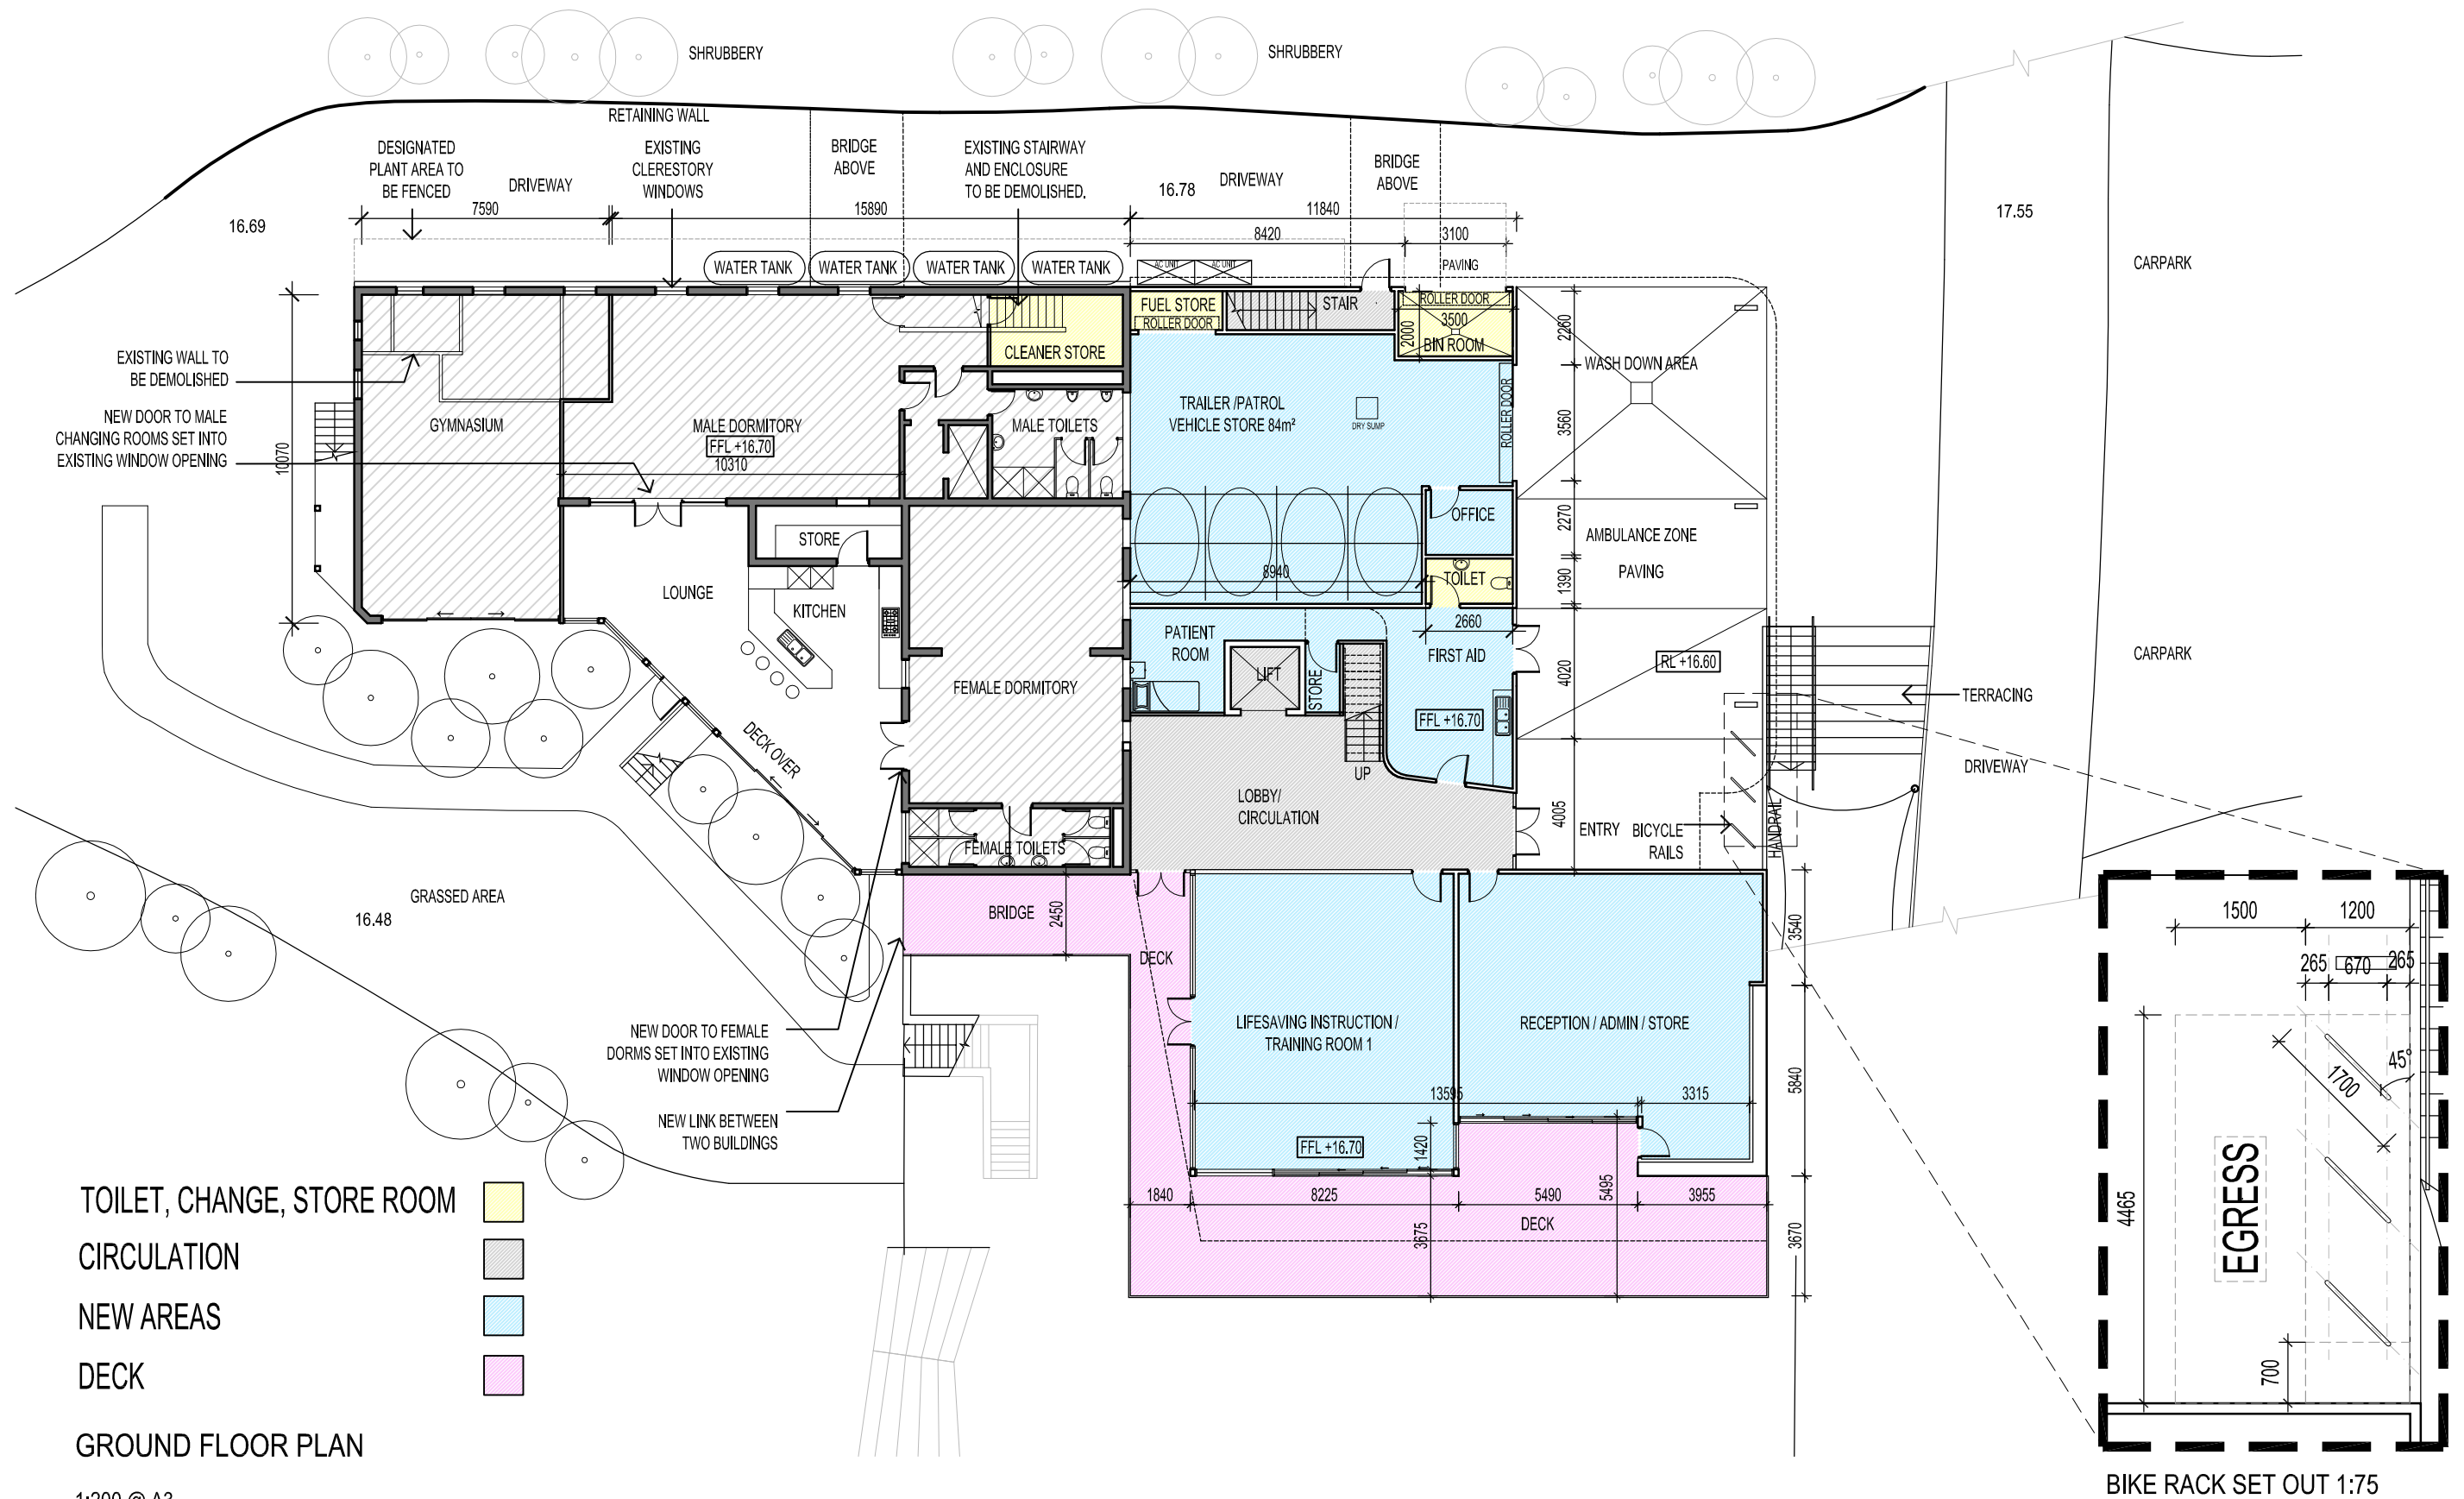 SHRUBBERY
SHRUBBERY
RETAINING WALL
DESIGNATED
PLANT AREA TO
BE FENCED
DRIVEWAY
EXISTING
CLERESTORY
WINDOWS
BRIDGE
ABOVE
EXISTING STAIRWAY
AND ENCLOSURE
TO BE DEMOLISHED.
16.78
DRIVEWAY
BRIDGE
ABOVE
16.69
7590
15890
11840
17.55
8420
3100
CARPARK
WATER TANK
WATER TANK
WATER TANK
WATER TANK
AC UNIT
AC UNIT
PAVING
FUEL STORE
ROLLER DOOR
STAIR
ROLLER DOOR
3500
2000
BIN ROOM
2260
CLEANER STORE
WASH DOWN AREA
EXISTING WALL TO
BE DEMOLISHED
NEW DOOR TO MALE
CHANGING ROOMS SET INTO
EXISTING WINDOW OPENING
10070
GYMNASIUM
MALE DORMITORY
FFL +16.70
10310
MALE TOILETS
TRAILER /PATROL
VEHICLE STORE 84m²
DRY SUMP
ROLLER DOOR
3560
OFFICE
2270
AMBULANCE ZONE
PAVING
STORE
8940
TOILET
1390
LOUNGE
KITCHEN
2660
PATIENT
ROOM
FIRST AID
LIFT
STORE
4020
RL +16.60
CARPARK
FEMALE DORMITORY
FFL +16.70
TERRACING
DECK OVER
UP
DRIVEWAY
LOBBY/
CIRCULATION
4005
ENTRY
BICYCLE
RAILS
HANDRAIL
FEMALE TOILETS
GRASSED AREA
16.48
BRIDGE
2450
DECK
3540
1500
1200
265
670
265
NEW DOOR TO FEMALE
DORMS SET INTO EXISTING
WINDOW OPENING
LIFESAVING INSTRUCTION /
TRAINING ROOM 1
RECEPTION / ADMIN / STORE
45°
1700
5840
13595
3315
NEW LINK BETWEEN
TWO BUILDINGS
FFL +16.70
1420
EGRESS
4465
TOILET, CHANGE, STORE ROOM
1840
8225
5490
5495
3955
DECK
3675
3670
CIRCULATION
NEW AREAS
DECK
700
GROUND FLOOR PLAN
1:200 @ A3
BIKE RACK SET OUT 1:75